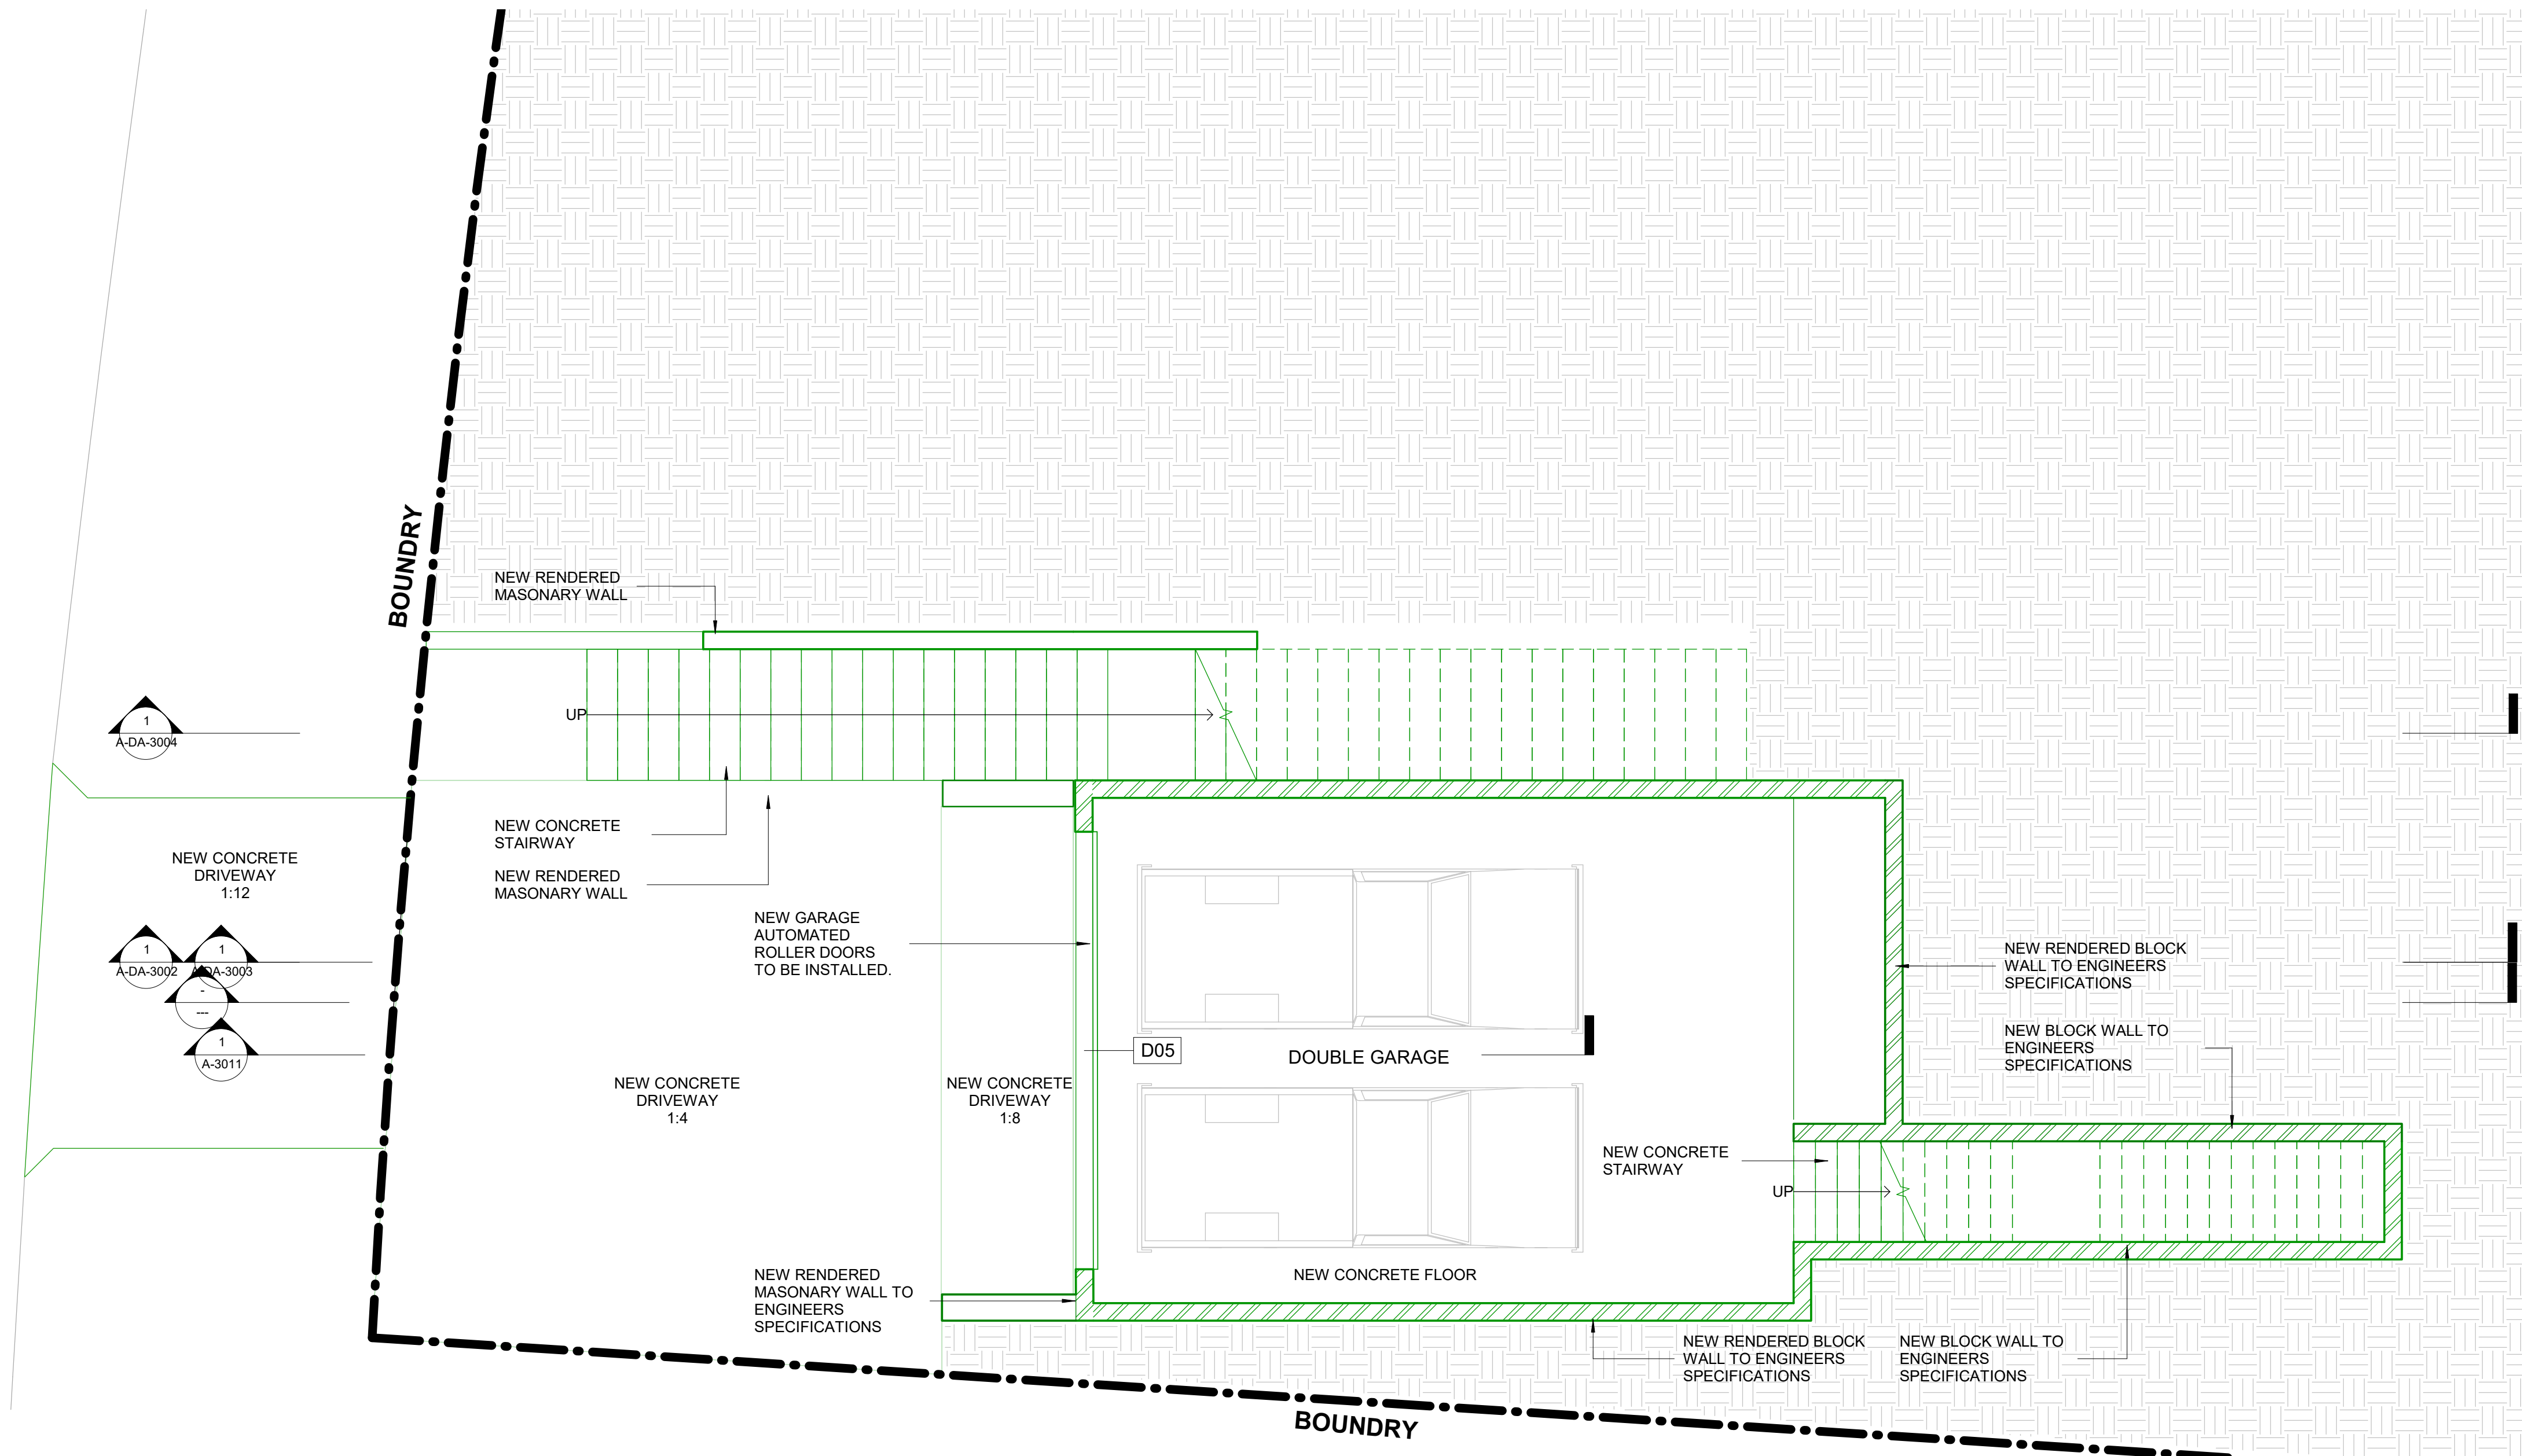 BOUNDRY
NEW RENDERED
MASONARY WALL
UP
1
A-DA-3004
NEW CONCRETE
STAIRWAY
NEW RENDERED
MASONARY WALL
NEW CONCRETE
DRIVEWAY
1:12
NEW GARAGE
AUTOMATED
ROLLER DOORS
TO BE INSTALLED.
1
A-DA-3002
1
A-DA-3003
-
---
1
A-3011
NEW RENDERED BLOCK
WALL TO ENGINEERS
SPECIFICATIONS
NEW BLOCK WALL TO
ENGINEERS
SPECIFICATIONS
D05
DOUBLE GARAGE
NEW CONCRETE
DRIVEWAY
1:4
NEW CONCRETE
DRIVEWAY
1:8
NEW CONCRETE
STAIRWAY
UP
NEW RENDERED
MASONARY WALL TO
ENGINEERS
SPECIFICATIONS
NEW CONCRETE FLOOR
NEW RENDERED BLOCK
WALL TO ENGINEERS
SPECIFICATIONS
NEW BLOCK WALL TO
ENGINEERS
SPECIFICATIONS
BOUNDRY